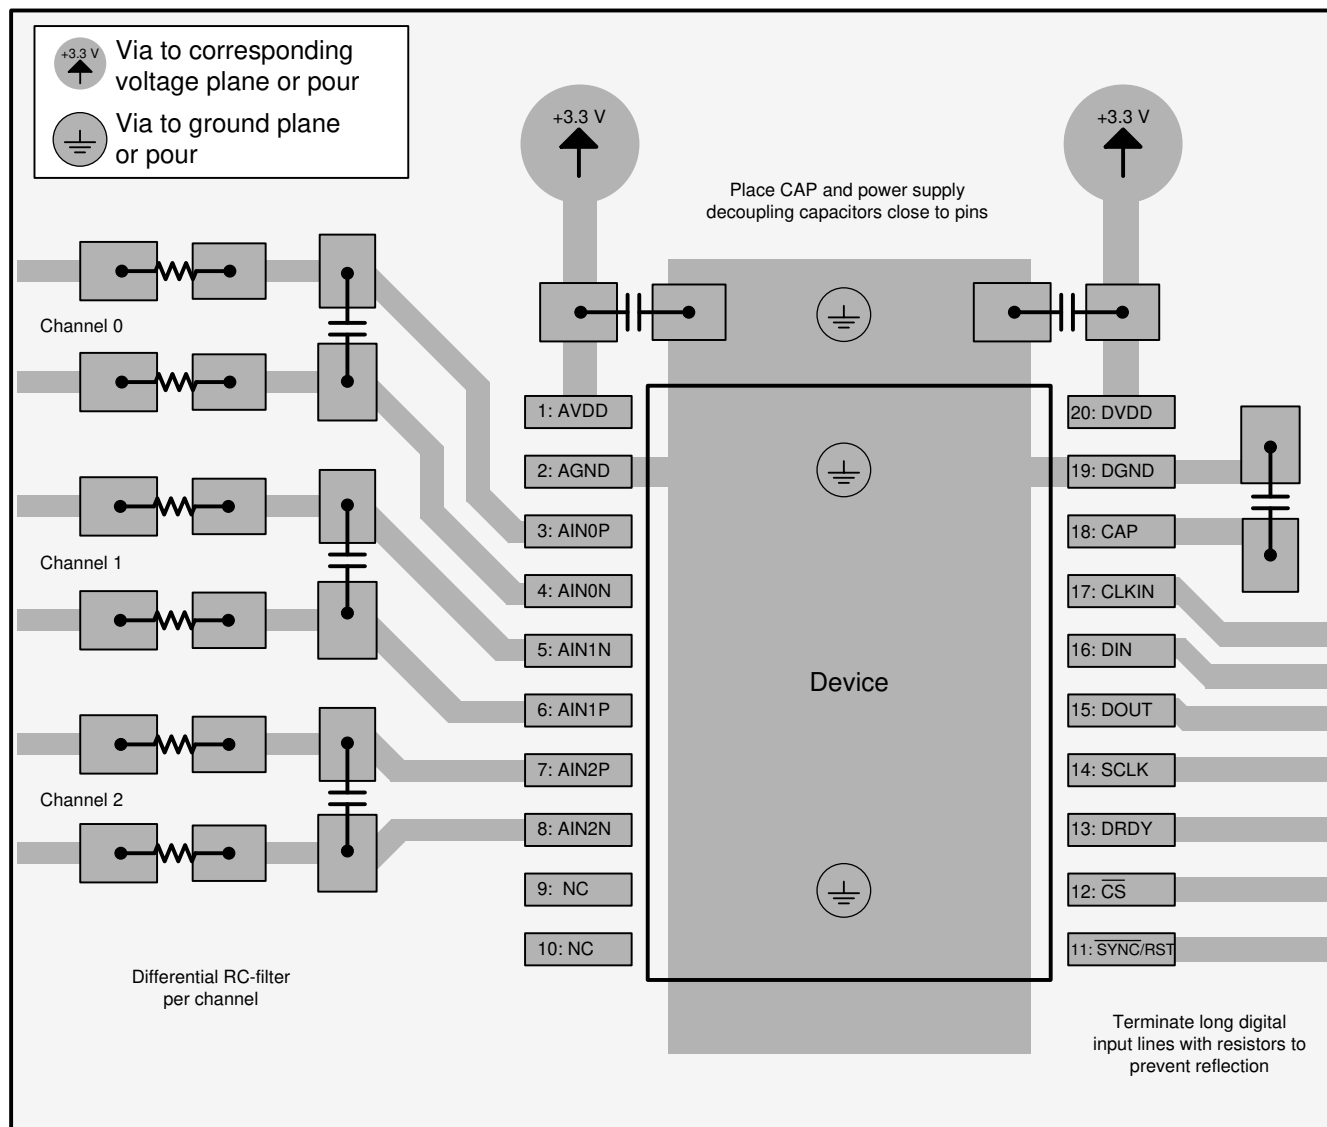 +3.3 V
Via to corresponding
voltage plane or pour
Via to ground plane
or pour
+3.3 V
+3.3 V
Place CAP and power supply
decoupling capacitors close to pins
Channel 0
Channel 1
Channel 2
Differential RC-filter
per channel
1: AVDD
2: AGND
3: AIN0P
4: AIN0N
5: AIN1N
6: AIN1P
7: AIN2P
8: AIN2N
9: NC
10: NC
Device
20: DVDD
19: DGND
18: CAP
17: CLKIN
16: DIN
15: DOUT
14: SCLK
13: DRDY
12: C̅S̅
11: S̅Y̅N̅C̅/RST
Terminate long digital
input lines with resistors to
prevent reflection